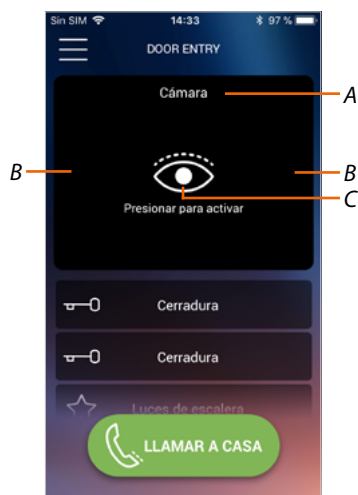 Sin SIM 14:33 97 %
DOOR ENTRY
Cámara
A
B
B
C
Presionar para activar
Cerradura
Cerradura
Luces de escalera
LLAMAR A CASA